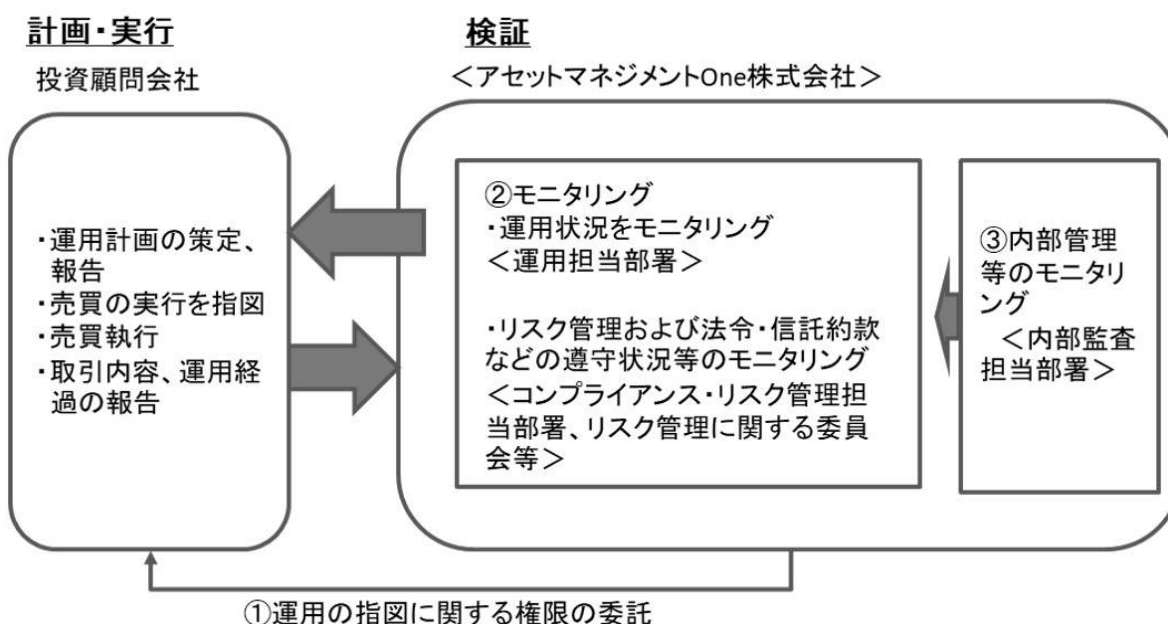 計画・実行
投資顧問会社
・運用計画の策定、
報告
・売買の実行を指図
・売買執行
・取引内容、運用経
過の報告
検証
＜アセットマネジメントOne株式会社＞
②モニタリング
・運用状況をモニタリング
＜運用担当部署＞
・リスク管理および法令・信託約款
などの遵守状況等のモニタリング
＜コンプライアンス・リスク管理担
当部署、リスク管理に関する委員
会等＞
③内部管理
等のモニタリ
ング
＜内部監査
担当部署＞
①運用の指図に関する権限の委託